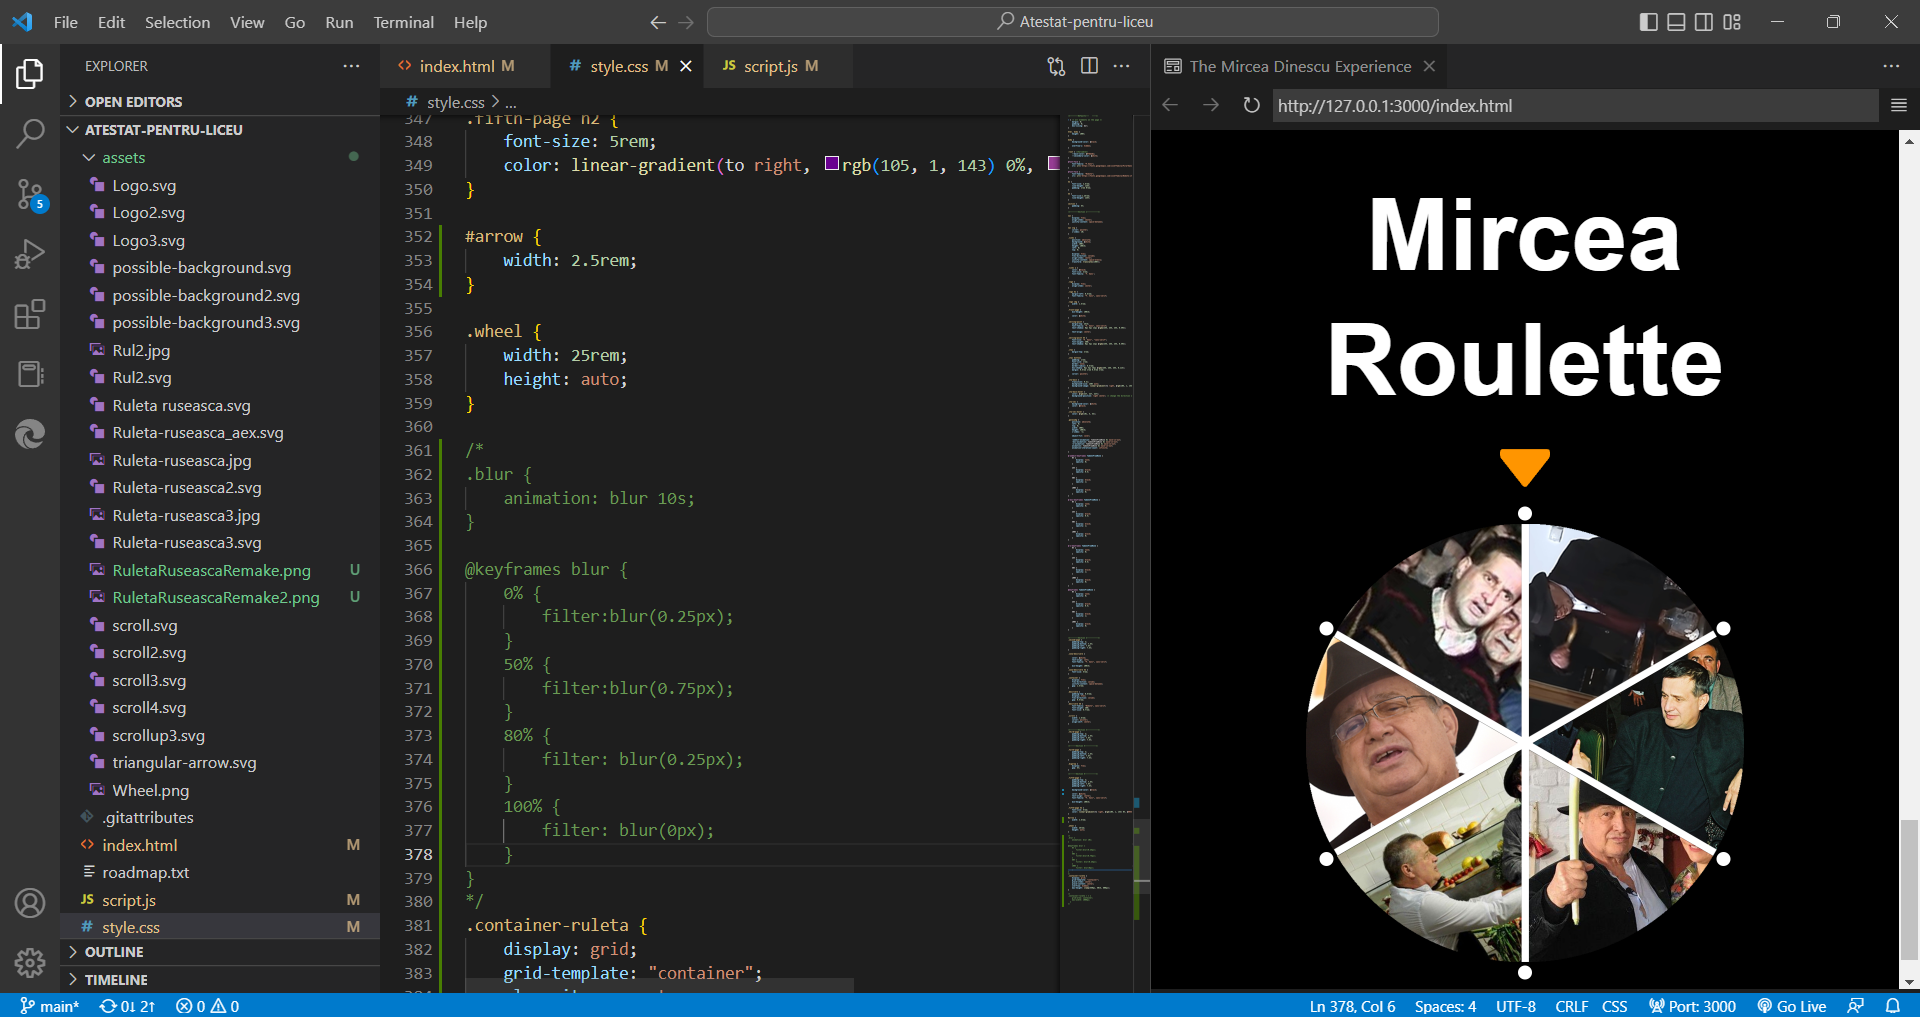 File Edit Selection View Go Run Terminal Help
Atestat-pentru-liceu
EXPLORER
OPEN EDITORS
ATESTAT-PENTRU-LICEU
assets
Logo.svg
Logo2.svg
Logo3.svg
possible-background.svg
possible-background2.svg
possible-background3.svg
Rul2.jpg
Rul2.svg
Ruleta ruseasca.svg
Ruleta-ruseasca_aex.svg
Ruleta-ruseasca.jpg
Ruleta-ruseasca2.svg
Ruleta-ruseasca3.jpg
Ruleta-ruseasca3.svg
RuletaRuseascaRemake.png U
RuletaRuseascaRemake2.png U
scroll.svg
scroll2.svg
scroll3.svg
scroll4.svg
scrollup3.svg
triangular-arrow.svg
Wheel.png
.gitattributes
index.html M
roadmap.txt
script.js M
style.css M
OUTLINE
TIMELINE
5
index.html M
style.css M
script.js M
style.css > ...
347 .fifth-page h2 {
348 font-size: 5rem;
349 color: linear-gradient(to right, rgb(105, 1, 143) 0%,
350 }
351
352 #arrow {
353 width: 2.5rem;
354 }
355
356 .wheel {
357 width: 25rem;
358 height: auto;
359 }
360
361 /*
362 .blur {
363 animation: blur 10s;
364 }
365
366 @keyframes blur {
367 0% {
368 filter:blur(0.25px);
369 }
370 50% {
371 filter:blur(0.75px);
372 }
373 80% {
374 filter: blur(0.25px);
375 }
376 100% {
377 filter: blur(0px);
378 }
379 }
380 */
381 .container-ruleta {
382 display: grid;
383 grid-template: "container";
The Mircea Dinescu Experience
http://127.0.0.1:3000/index.html
Mircea
Roulette
main* 0↓ 2↑ 0 0
Ln 378, Col 6 Spaces: 4 UTF-8 CRLF CSS Port: 3000 Go Live